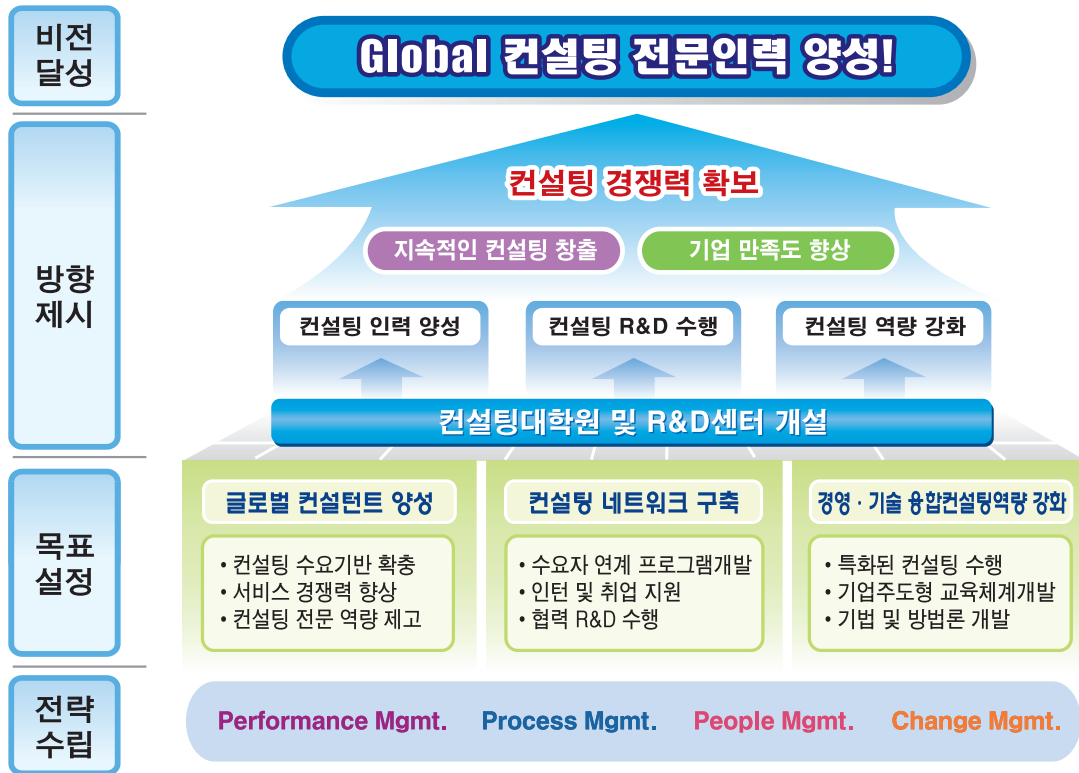 비전
달성
Global 컨설팅 전문인력 양성!
방향
제시
컨설팅 경쟁력 확보
지속적인 컨설팅 창출
기업 만족도 향상
컨설팅 인력 양성
컨설팅 R&D 수행
컨설팅 역량 강화
컨설팅대학원 및 R&D센터 개설
목표
설정
글로벌 컨설턴트 양성
• 컨설팅 수요기반 확충
• 서비스 경쟁력 향상
• 컨설팅 전문 역량 제고
컨설팅 네트워크 구축
• 수요자 연계 프로그램개발
• 인턴 및 취업 지원
• 협력 R&D 수행
경영 · 기술 융합컨설팅역량 강화
• 특화된 컨설팅 수행
• 기업주도형 교육체계개발
• 기법 및 방법론 개발
전략
수립
Performance Mgmt.
Process Mgmt.
People Mgmt.
Change Mgmt.